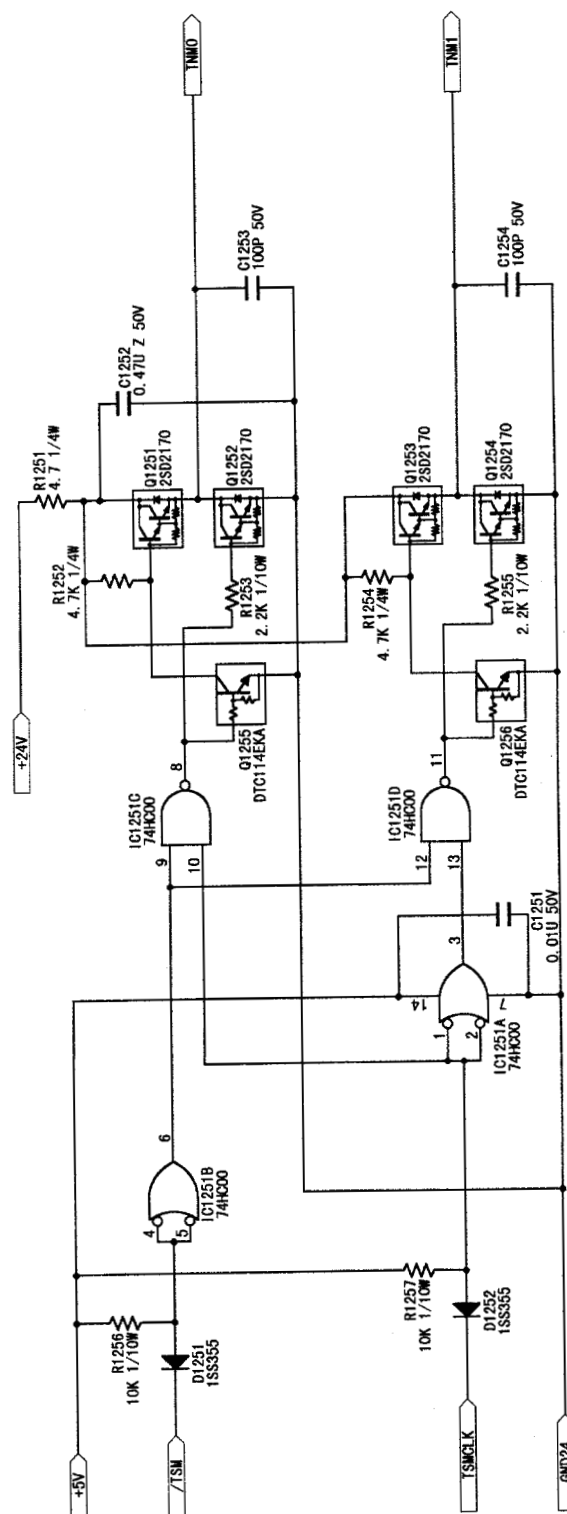 +5V
/TSM
TSMCLK
GND24
R1256
10K 1/10W
D1251
1SS355
R1257
10K 1/10W
D1252
1SS355
4
5
6
IC1251B
74HC00
1
2
3
14
7
IC1251A
74HC00
C1251
0.01U 50V
9
10
8
IC1251C
74HC00
12
13
11
IC1251D
74HC00
+24V
R1251
4.7 1/4W
R1252
4.7K 1/4W
Q1255
DTC114EKA
R1253
2.2K 1/10W
Q1251
2SD2170
Q1252
2SD2170
C1252
0.47U Z 50V
C1253
100P 50V
TNM0
R1254
4.7K 1/4W
Q1256
DTC114EKA
R1255
2.2K 1/10W
Q1253
2SD2170
Q1254
2SD2170
C1254
100P 50V
TNM1